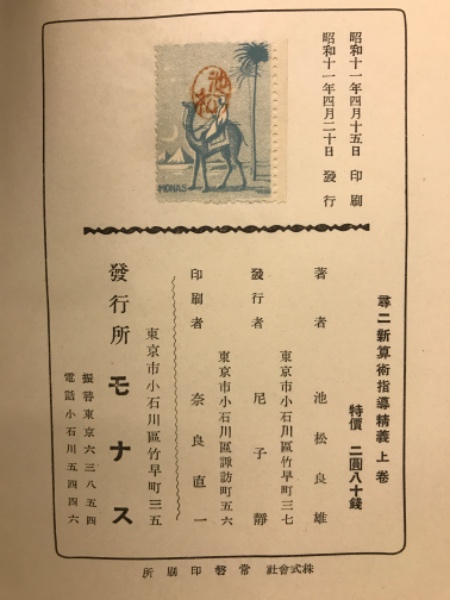 昭和十一年四月十五日 印刷
昭和十一年四月二十日 發行
池松
MONAS
尋二新算術指導精義 上卷
特價 二圓八十錢
著者 池松良雄
東京市小石川區竹早町三七
發行者 尼子靜
東京市小石川區諏訪町五六
印刷者 奈良直一
東京市小石川區竹早町三五
發行所 モナス
振替東京六三八五四
電話小石川五四四六
株式會社 常磐印刷所